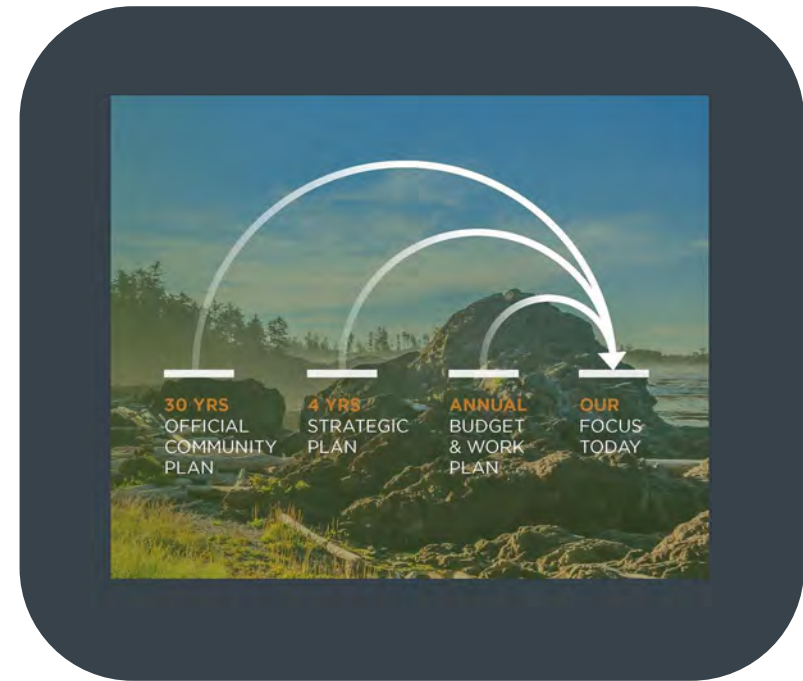 30 YRS
OFFICIAL
COMMUNITY
PLAN
4 YRS
STRATEGIC
PLAN
ANNUAL
BUDGET
& WORK
PLAN
OUR
FOCUS
TODAY